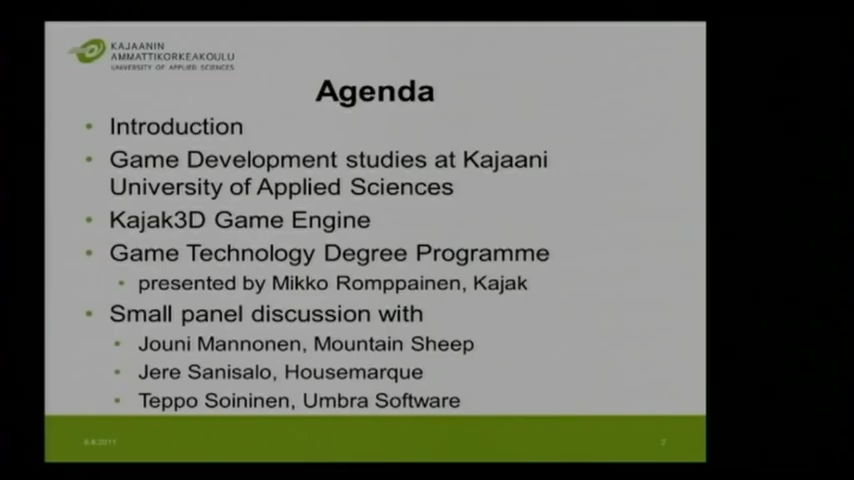 KAJAANIN
AMMATTIKORKEAKOULU
UNIVERSITY OF APPLIED SCIENCES
Agenda
• Introduction
• Game Development studies at Kajaani
University of Applied Sciences
• Kajak3D Game Engine
• Game Technology Degree Programme
• presented by Mikko Romppainen, Kajak
• Small panel discussion with
• Jouni Mannonen, Mountain Sheep
• Jere Sanisalo, Housemarque
• Teppo Soininen, Umbra Software
2